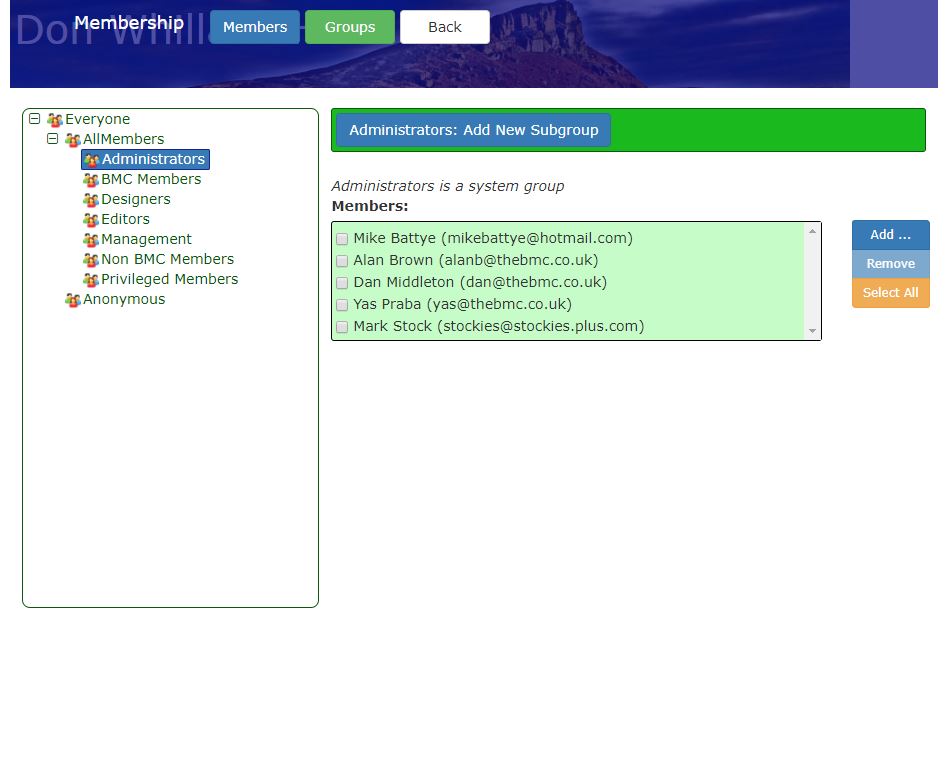 Don Whill
Membership
Members
Groups
Back
Everyone
AllMembers
Administrators
BMC Members
Designers
Editors
Management
Non BMC Members
Privileged Members
Anonymous
Administrators: Add New Subgroup
Administrators is a system group
Members:
Mike Battye (mikebattye@hotmail.com)
Alan Brown (alanb@thebmc.co.uk)
Dan Middleton (dan@thebmc.co.uk)
Yas Praba (yas@thebmc.co.uk)
Mark Stock (stockies@stockies.plus.com)
Add ...
Remove
Select All